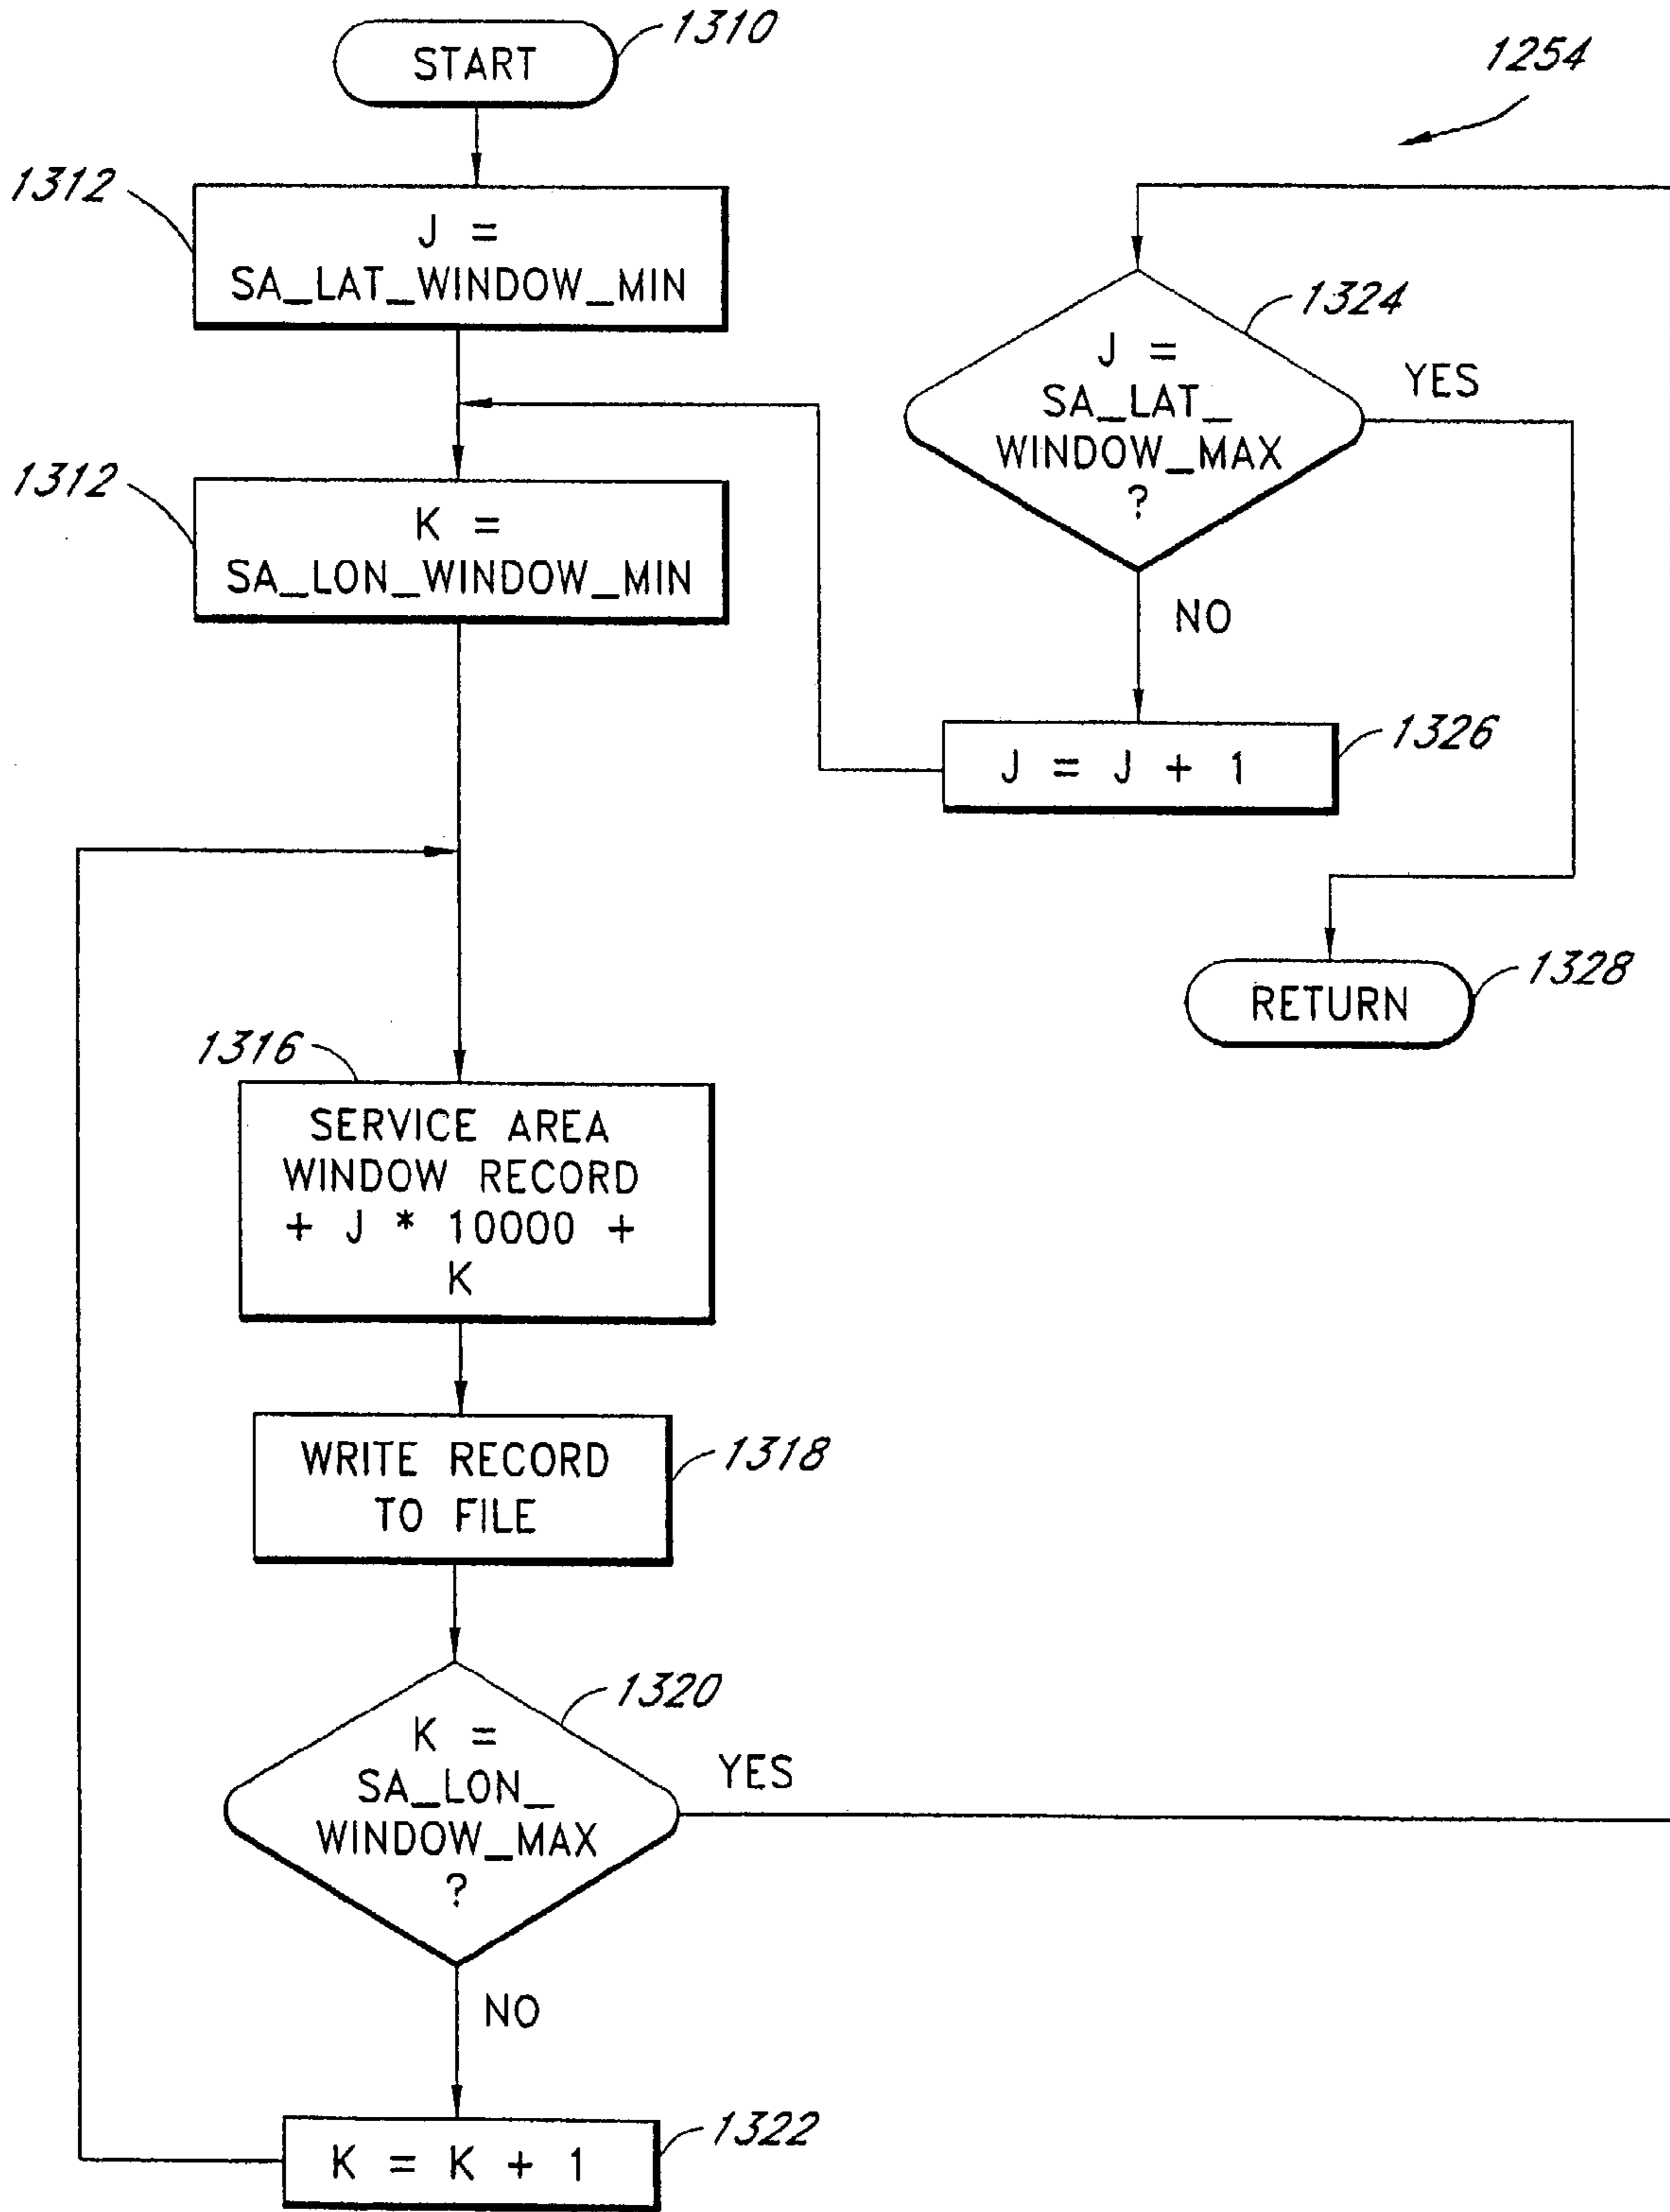 1310
START
1254
1312
J =
SA_LAT_WINDOW_MIN
1324
J =
SA_LAT_
WINDOW_MAX
?
YES
NO
1312
K =
SA_LON_WINDOW_MIN
1326
J = J + 1
1328
RETURN
1316
SERVICE AREA
WINDOW RECORD
+ J * 10000 +
K
WRITE RECORD
TO FILE
1318
1320
K =
SA_LON_
WINDOW_MAX
?
YES
NO
1322
K = K + 1